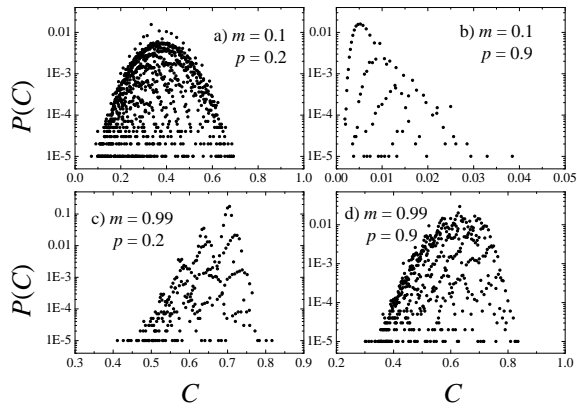 0.01
1E-3
1E-4
1E-5
P(C)
a) m = 0.1
p = 0.2
0.0 0.2 0.4 0.6 0.8 1.0
0.01
1E-3
1E-4
1E-5
b) m = 0.1
p = 0.9
0.00 0.01 0.02 0.03 0.04 0.05
0.1
0.01
1E-3
1E-4
1E-5
P(C)
c) m = 0.99
p = 0.2
0.3 0.4 0.5 0.6 0.7 0.8 0.9
C
0.01
1E-3
1E-4
1E-5
d) m = 0.99
p = 0.9
0.2 0.4 0.6 0.8 1.0
C